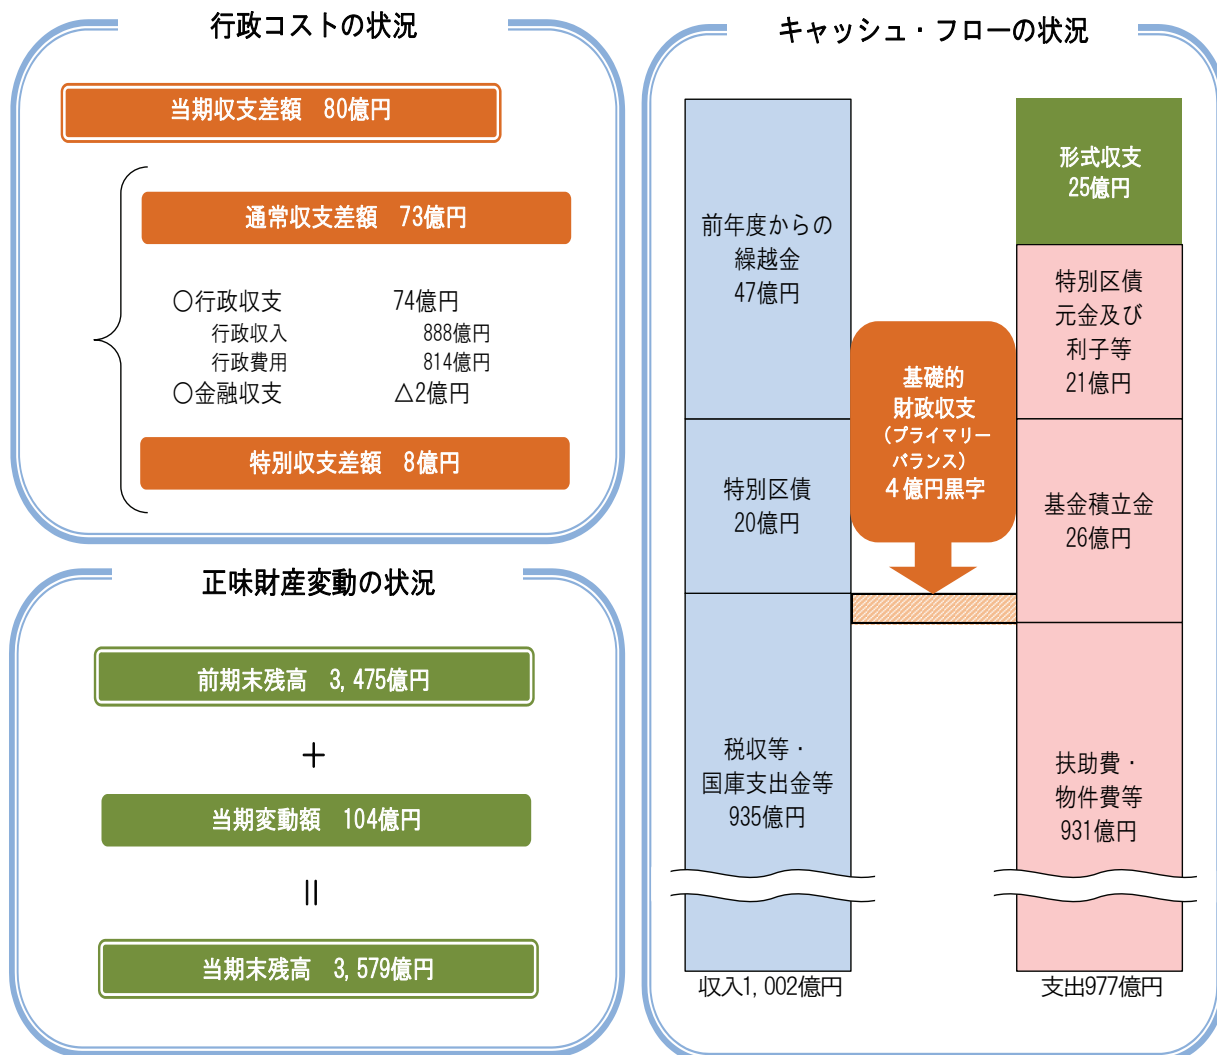 行政コストの状況
当期収支差額　80億円
通常収支差額　73億円
〇行政収支　74億円
行政収入　888億円
行政費用　814億円
〇金融収支　△2億円
特別収支差額　8億円
正味財産変動の状況
前期末残高　3,475億円
＋
当期変動額　104億円
＝
当期末残高　3,579億円
キャッシュ・フローの状況
前年度からの
繰越金
47億円
特別区債
20億円
税収等・
国庫支出金等
935億円
収入1,002億円
基礎的
財政収支
（プライマリー
バランス）
４億円黒字
形式収支
25億円
特別区債
元金及び
利子等
21億円
基金積立金
26億円
扶助費・
物件費等
931億円
支出977億円